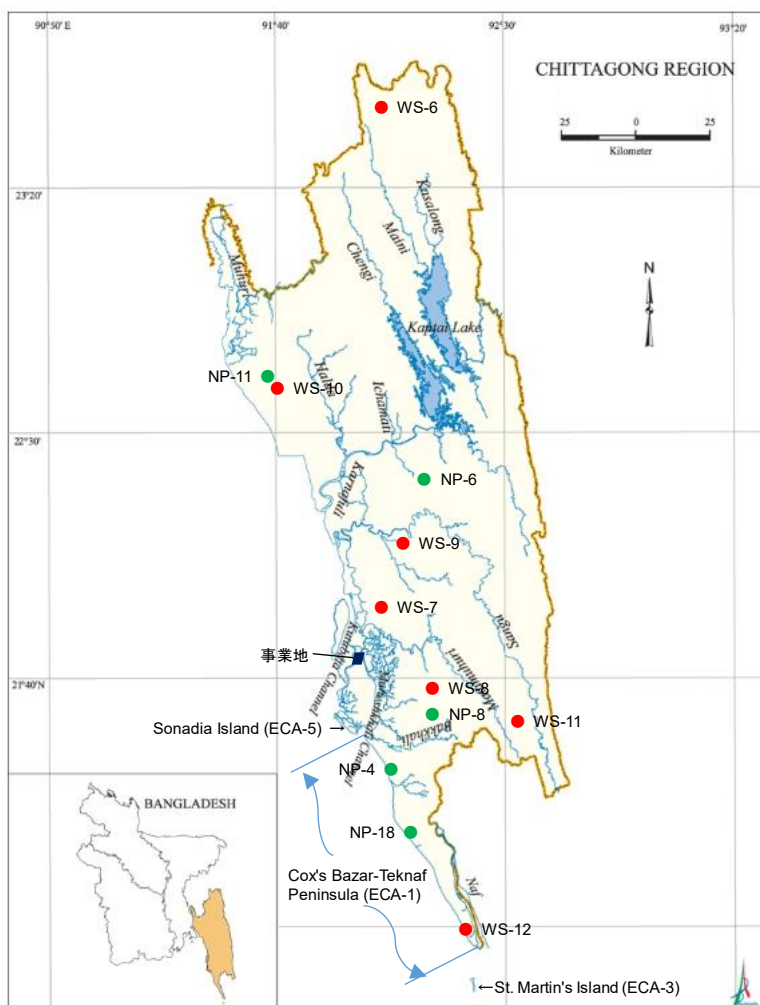 90°50' E
91°40'
92°30'
93°20'
CHITTAGONG REGION
25
0
25
Kilometer
WS-6
23°20'
Kasalong
Maini
Chengi
Muhuri
N
Kaptai Lake
NP-11
WS-10
Halda
Ichamati
22°30'
NP-6
Karnafuli
WS-9
WS-7
Sangu
事業地
Kutubdia Channel
Matamuhuri
21°40'N
WS-8
NP-8
WS-11
Sonadia Island (ECA-5)
Bakkhali
Moheshkhali Channel
NP-4
BANGLADESH
NP-18
Cox's Bazar-Teknaf
Peninsula (ECA-1)
Naf
WS-12
St. Martin's Island (ECA-3)